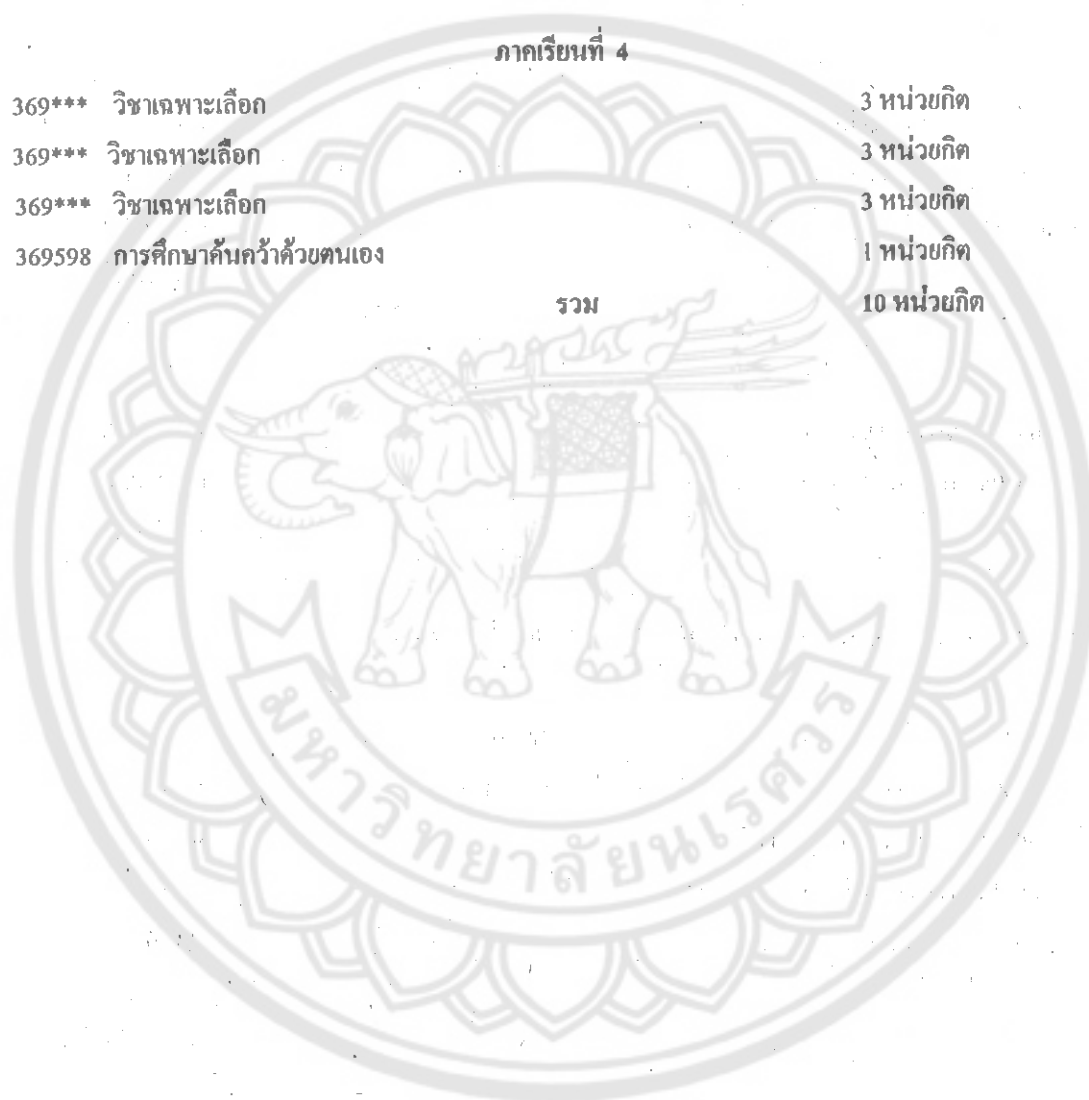 ภาคเรียนที่ 4
369*** วิชาเฉพาะเลือก 3 หน่วยกิต
369*** วิชาเฉพาะเลือก 3 หน่วยกิต
369*** วิชาเฉพาะเลือก 3 หน่วยกิต
369598 การศึกษาค้นคว้าด้วยตนเอง 1 หน่วยกิต
รวม 10 หน่วยกิต
มหาวิทยาลัยนเรศวร